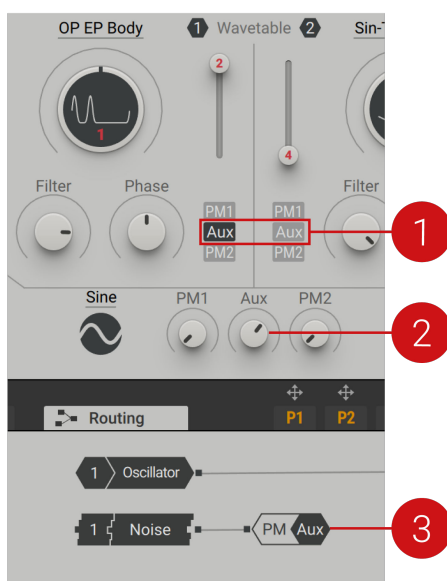 OP EP Body 1 Wavetable 2 Sin-T
2
1
4
Filter Phase Filter
PM1 PM1
Aux Aux
PM2 PM2
1
Sine PM1 Aux PM2
2
Routing P1 P2
1 Oscillator
1 Noise PM Aux
3